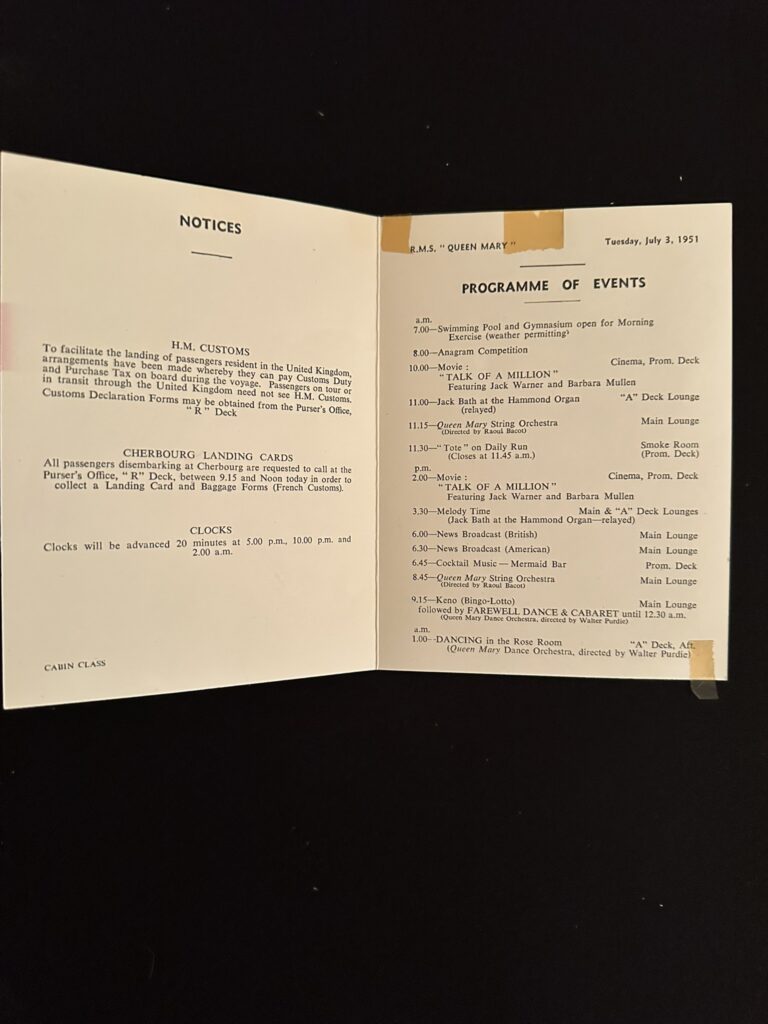 NOTICES
H.M. CUSTOMS
To facilitate the landing of passengers resident in the United Kingdom,
arrangements have been made whereby they can pay Customs Duty
and Purchase Tax on board during the voyage. Passengers on tour or
in transit through the United Kingdom need not see H.M. Customs.
Customs Declaration Forms may be obtained from the Purser's Office,
"R" Deck
CHERBOURG LANDING CARDS
All passengers disembarking at Cherbourg are requested to call at the
Purser's Office, "R" Deck, between 9.15 and Noon today in order to
collect a Landing Card and Baggage Forms (French Customs).
CLOCKS
Clocks will be advanced 20 minutes at 5.00 p.m., 10.00 p.m. and
2.00 a.m.
CABIN CLASS
R.M.S. "QUEEN MARY" Tuesday, July 3, 1951
PROGRAMME OF EVENTS
a.m.
7.00—Swimming Pool and Gymnasium open for Morning
Exercise (weather permitting)
8.00—Anagram Competition
10.00—Movie : Cinema, Prom. Deck
"TALK OF A MILLION"
Featuring Jack Warner and Barbara Mullen
11.00—Jack Bath at the Hammond Organ "A" Deck Lounge
(relayed)
11.15—Queen Mary String Orchestra Main Lounge
(Directed by Raoul Bacot)
11.30—"Tote" on Daily Run Smoke Room
(Closes at 11.45 a.m.) (Prom. Deck)
p.m.
2.00—Movie : Cinema, Prom. Deck
"TALK OF A MILLION"
Featuring Jack Warner and Barbara Mullen
3.30—Melody Time Main & "A" Deck Lounges
(Jack Bath at the Hammond Organ—relayed)
6.00—News Broadcast (British) Main Lounge
6.30—News Broadcast (American) Main Lounge
6.45—Cocktail Music — Mermaid Bar Prom. Deck
8.45—Queen Mary String Orchestra Main Lounge
(Directed by Raoul Bacot)
9.15—Keno (Bingo-Lotto) Main Lounge
followed by FAREWELL DANCE & CABARET until 12.30 a.m.
(Queen Mary Dance Orchestra, directed by Walter Purdie)
a.m.
1.00—DANCING in the Rose Room "A" Deck, Aft.
(Queen Mary Dance Orchestra, directed by Walter Purdie)